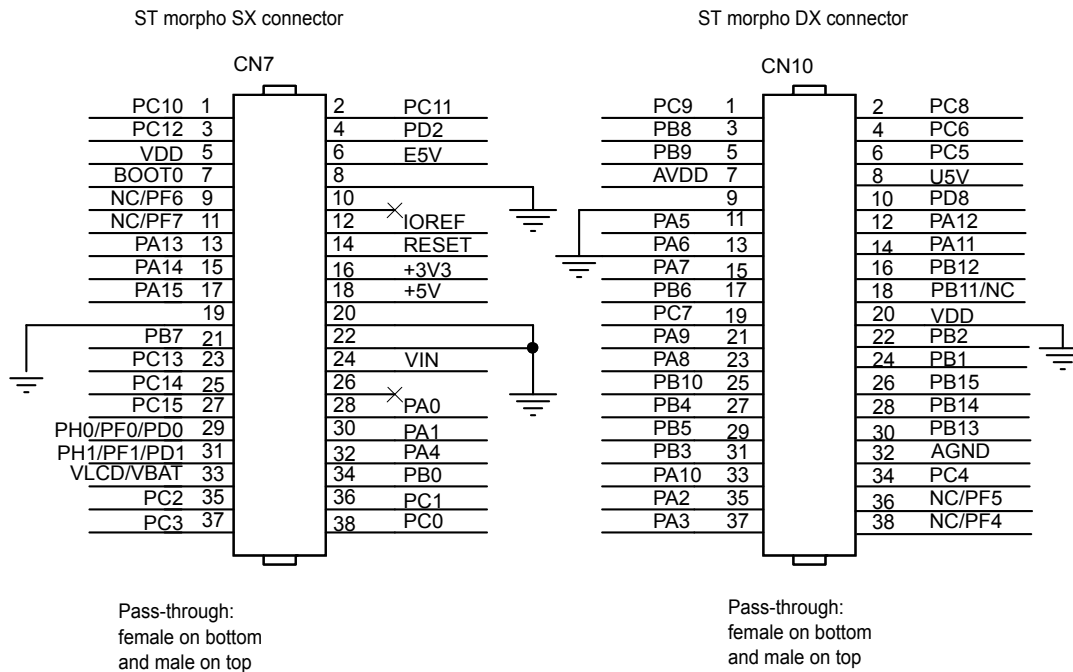 ST morpho SX connector
ST morpho DX connector
CN7
PC10 1 2 PC11
PC12 3 4 PD2
VDD 5 6 E5V
BOOT0 7 8
NC/PF6 9 10
NC/PF7 11 12 IOREF
PA13 13 14 RESET
PA14 15 16 +3V3
PA15 17 18 +5V
19 20
PB7 21 22
PC13 23 24 VIN
PC14 25 26
PC15 27 28 PA0
PH0/PF0/PD0 29 30 PA1
PH1/PF1/PD1 31 32 PA4
VLCD/VBAT 33 34 PB0
PC2 35 36 PC1
PC3 37 38 PC0
Pass-through:
female on bottom
and male on top
CN10
PC9 1 2 PC8
PB8 3 4 PC6
PB9 5 6 PC5
AVDD 7 8 U5V
9 10 PD8
PA5 11 12 PA12
PA6 13 14 PA11
PA7 15 16 PB12
PB6 17 18 PB11/NC
PC7 19 20 VDD
PA9 21 22 PB2
PA8 23 24 PB1
PB10 25 26 PB15
PB4 27 28 PB14
PB5 29 30 PB13
PB3 31 32 AGND
PA10 33 34 PC4
PA2 35 36 NC/PF5
PA3 37 38 NC/PF4
Pass-through:
female on bottom
and male on top